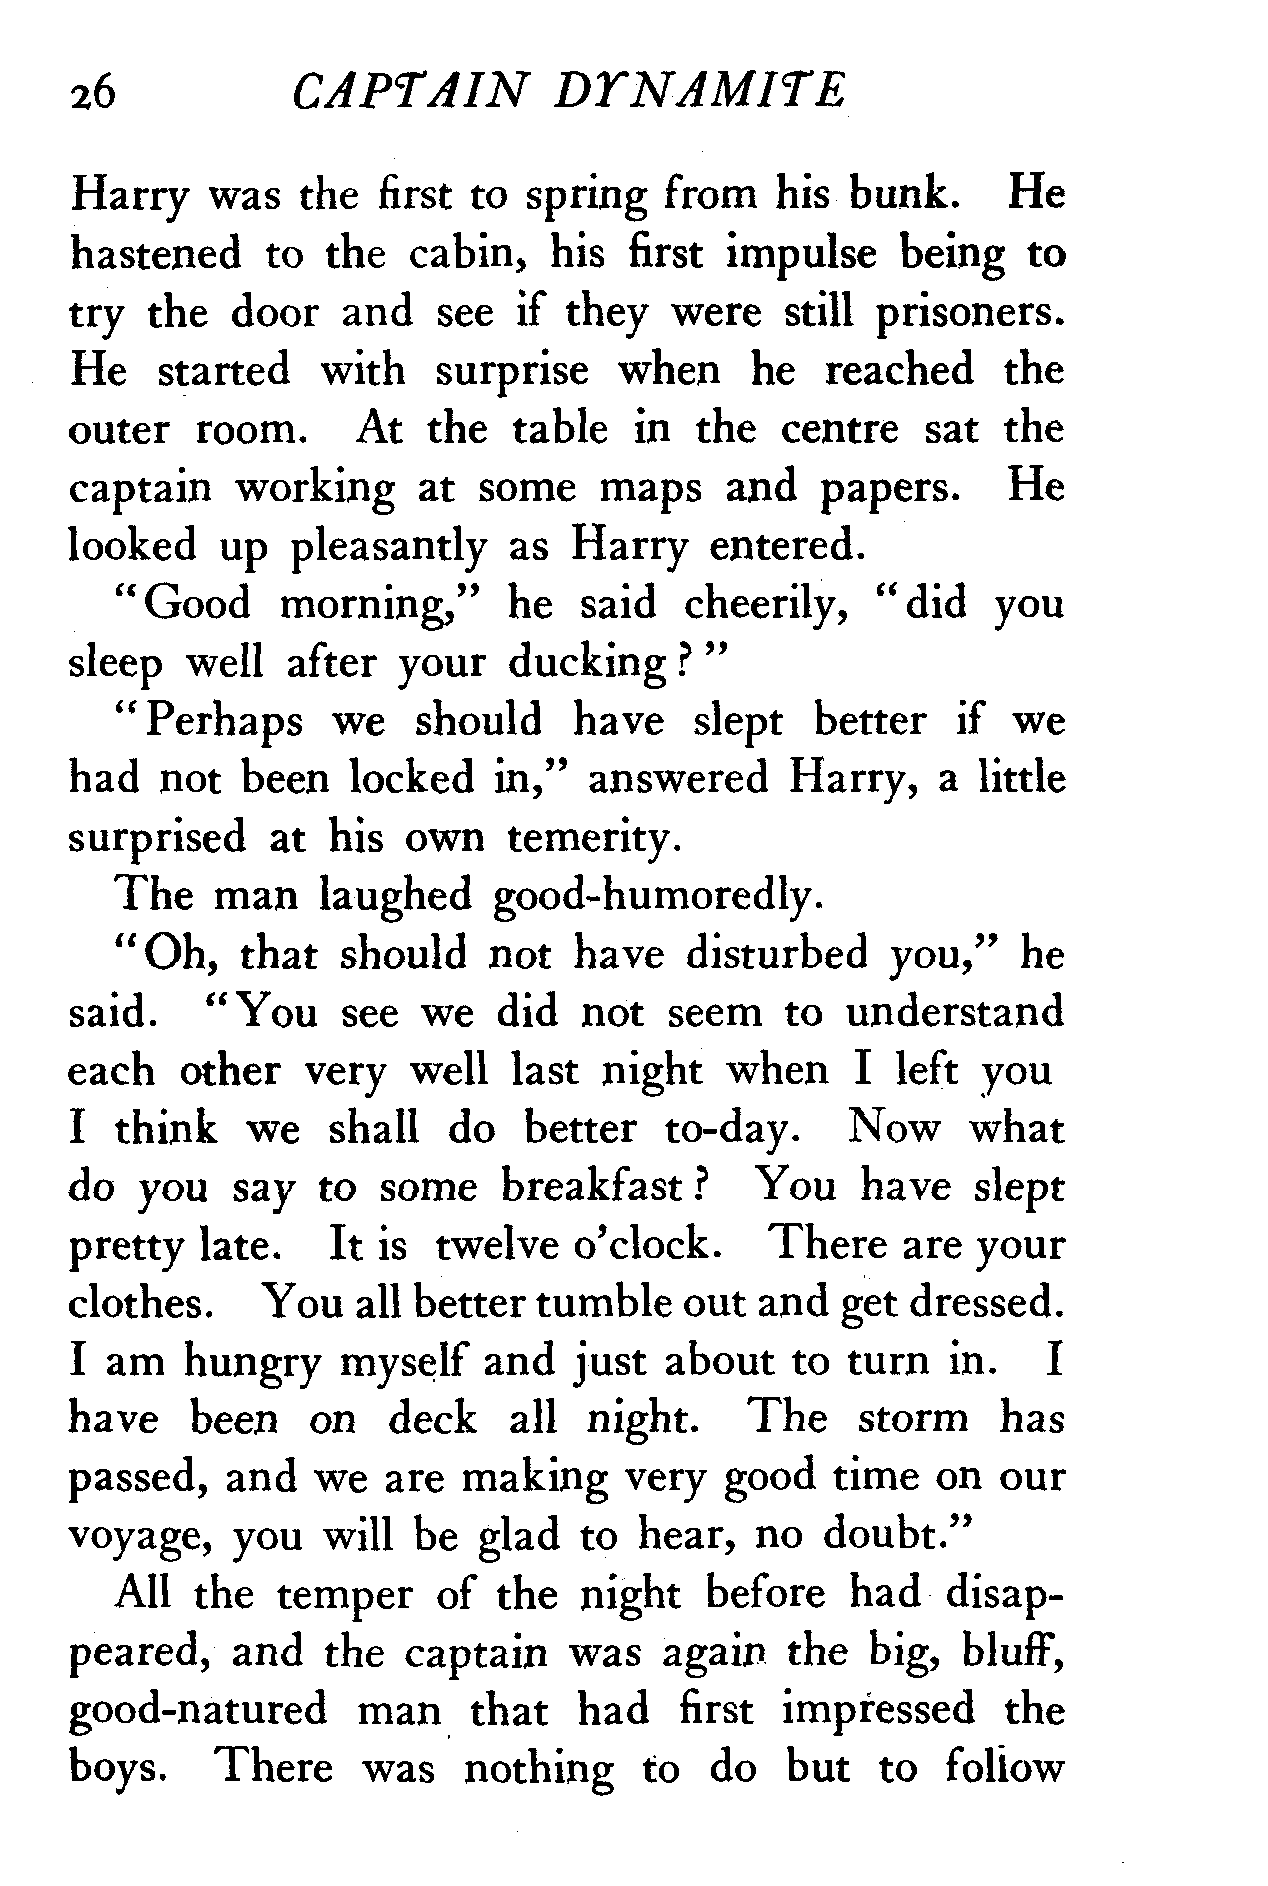 26 CAPTAIN DYNAMITE
Harry was the first to spring from his bunk. He
hastened to the cabin, his first impulse being to
try the door and see if they were still prisoners.
He started with surprise when he reached the
outer room. At the table in the centre sat the
captain working at some maps and papers. He
looked up pleasantly as Harry entered.
"Good morning," he said cheerily, "did you
sleep well after your ducking?"
"Perhaps we should have slept better if we
had not been locked in," answered Harry, a little
surprised at his own temerity.
The man laughed good-humoredly.
"Oh, that should not have disturbed you," he
said. "You see we did not seem to understand
each other very well last night when I left you
I think we shall do better to-day. Now what
do you say to some breakfast? You have slept
pretty late. It is twelve o'clock. There are your
clothes. You all better tumble out and get dressed.
I am hungry myself and just about to turn in. I
have been on deck all night. The storm has
passed, and we are making very good time on our
voyage, you will be glad to hear, no doubt."
All the temper of the night before had disap-
peared, and the captain was again the big, bluff,
good-natured man that had first impressed the
boys. There was nothing to do but to follow